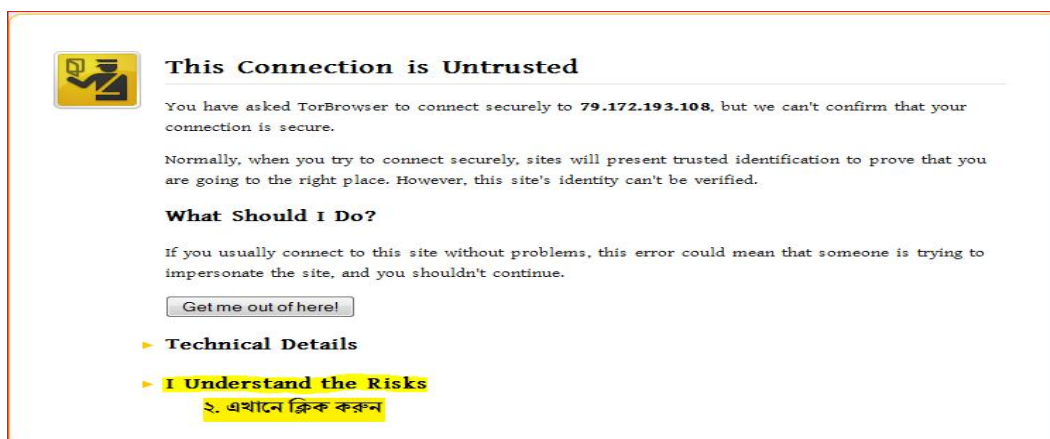 This Connection is Untrusted
You have asked TorBrowser to connect securely to 79.172.193.108, but we can't confirm that your
connection is secure.
Normally, when you try to connect securely, sites will present trusted identification to prove that you
are going to the right place. However, this site's identity can't be verified.
What Should I Do?
If you usually connect to this site without problems, this error could mean that someone is trying to
impersonate the site, and you shouldn't continue.
Get me out of here!
Technical Details
I Understand the Risks
২. এখানে ক্লিক করুন